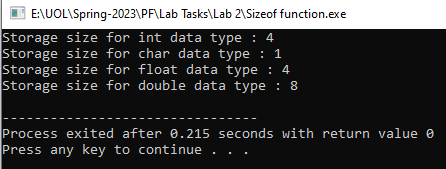 E:\UOL\Spring-2023\PF\Lab Tasks\Lab 2\Sizeof function.exe
Storage size for int data type : 4
Storage size for char data type : 1
Storage size for float data type : 4
Storage size for double data type : 8
--------------------------------
Process exited after 0.215 seconds with return value 0
Press any key to continue . . .